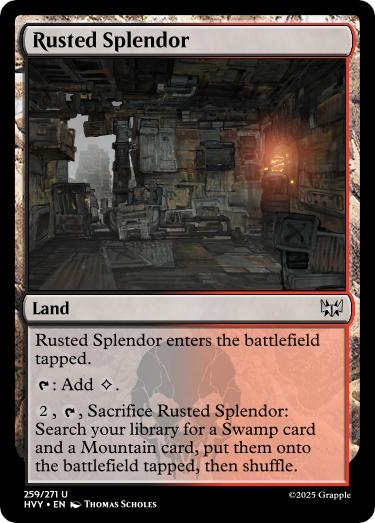 Rusted Splendor
Land
Rusted Splendor enters the battlefield
tapped.
: Add .
2 , , Sacrifice Rusted Splendor:
Search your library for a Swamp card
and a Mountain card, put them onto
the battlefield tapped, then shuffle.
259/271 U
HVY • EN Thomas Scholes
©2025 Grapple